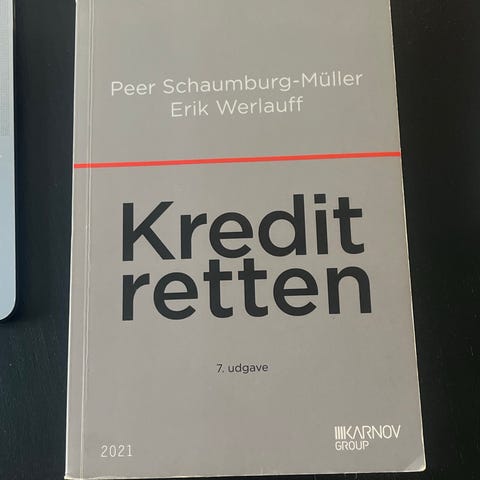 Peer Schaumburg-Müller
Erik Werlauff
Kredit
retten
7. udgave
2021
KARNOV
GROUP